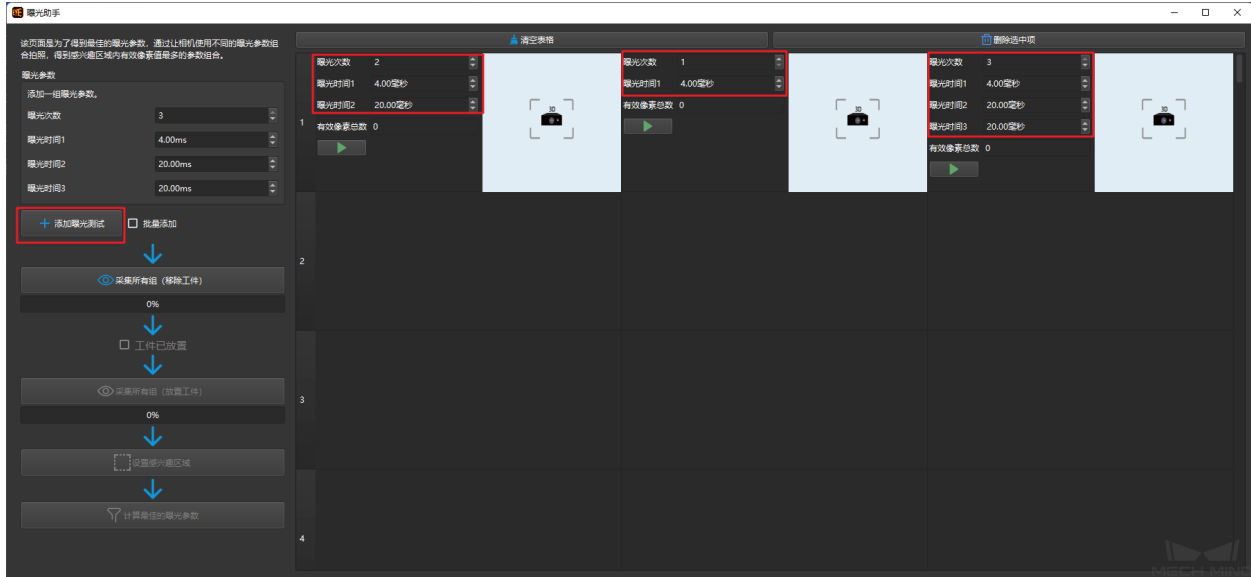 曝光助手
该页面是为了得到最佳的曝光参数，通过让相机使用不同的曝光参数组
合拍照，得到感兴趣区域内有效像素值最多的参数组合。
曝光参数
添加一组曝光参数。
曝光次数 3
曝光时间1 4.00ms
曝光时间2 20.00ms
曝光时间3 20.00ms
添加曝光测试 批量添加
采集所有组（移除工件）
0%
工件已放置
采集所有组（放置工件）
0%
设置感兴趣区域
计算最佳的曝光参数
清空表格 删除选中项
1
曝光次数 2
曝光时间1 4.00毫秒
曝光时间2 20.00毫秒
有效像素总数 0
3D
曝光次数 1
曝光时间1 4.00毫秒
有效像素总数 0
3D
曝光次数 3
曝光时间1 4.00毫秒
曝光时间2 20.00毫秒
曝光时间3 20.00毫秒
有效像素总数 0
3D
2
3
4
MECH MIND